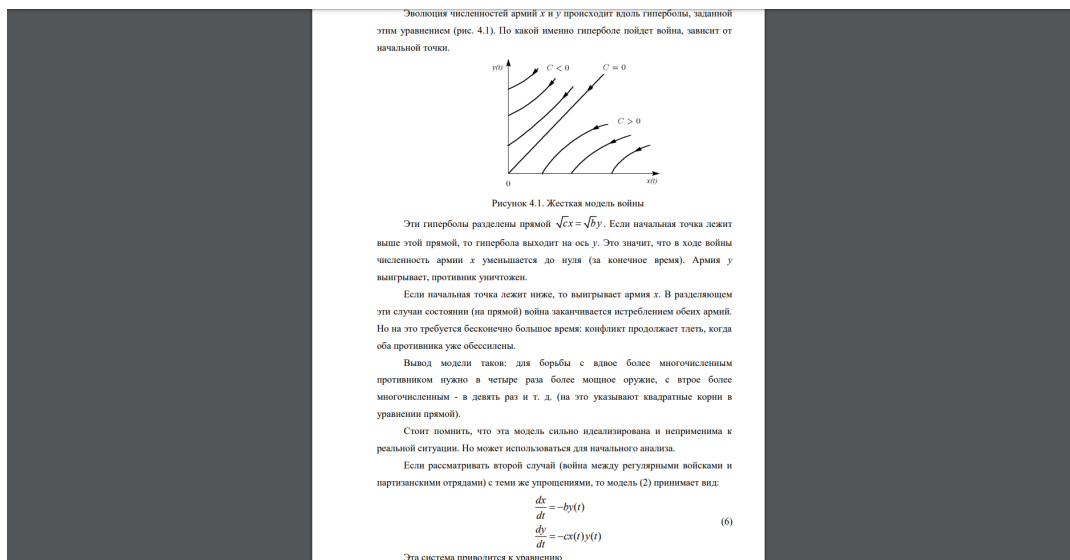 Эволюция численностей армий x и y происходит вдоль гиперболы, заданной
этим уравнением (рис. 4.1). По какой именно гиперболе пойдет война, зависит от
начальной точки.
y(t)
C < 0
C = 0
C > 0
0
x(t)
Рисунок 4.1. Жесткая модель войны
Эти гиперболы разделены прямой √cx = √by. Если начальная точка лежит
выше этой прямой, то гипербола выходит на ось y. Это значит, что в ходе войны
численность армии x уменьшается до нуля (за конечное время). Армия y
выигрывает, противник уничтожен.
Если начальная точка лежит ниже, то выигрывает армия x. В разделяющем
эти случаи состоянии (на прямой) война заканчивается истреблением обеих армий.
Но на это требуется бесконечно большое время: конфликт продолжает тлеть, когда
оба противника уже обессилены.
Вывод модели таков: для борьбы с вдвое более многочисленным
противником нужно в четыре раза более мощное оружие, с втрое более
многочисленным - в девять раз и т. д. (на это указывают квадратные корни в
уравнении прямой).
Стоит помнить, что эта модель сильно идеализирована и неприменима к
реальной ситуации. Но может использоваться для начального анализа.
Если рассматривать второй случай (война между регулярными войсками и
партизанскими отрядами) с теми же упрощениями, то модель (2) принимает вид:
dx/dt = −by(t)
dy/dt = −cx(t)y(t)
(6)
Эта система приводится к уравнению